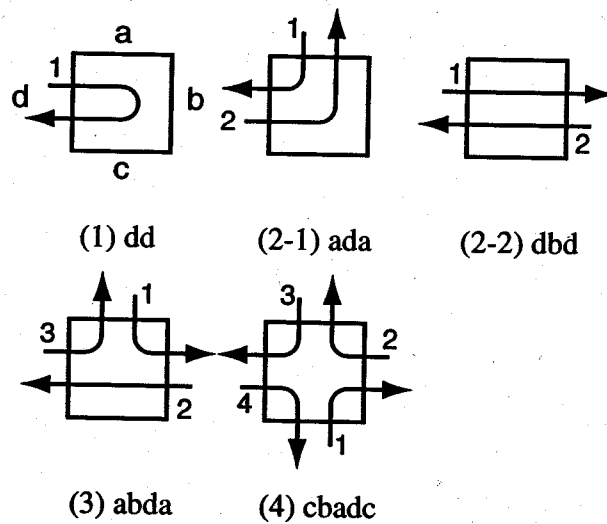 a
1
d
b
c
1
2
1
2
(1) dd
(2-1) ada
(2-2) dbd
1
3
2
3
2
4
1
(3) abda
(4) cbadc